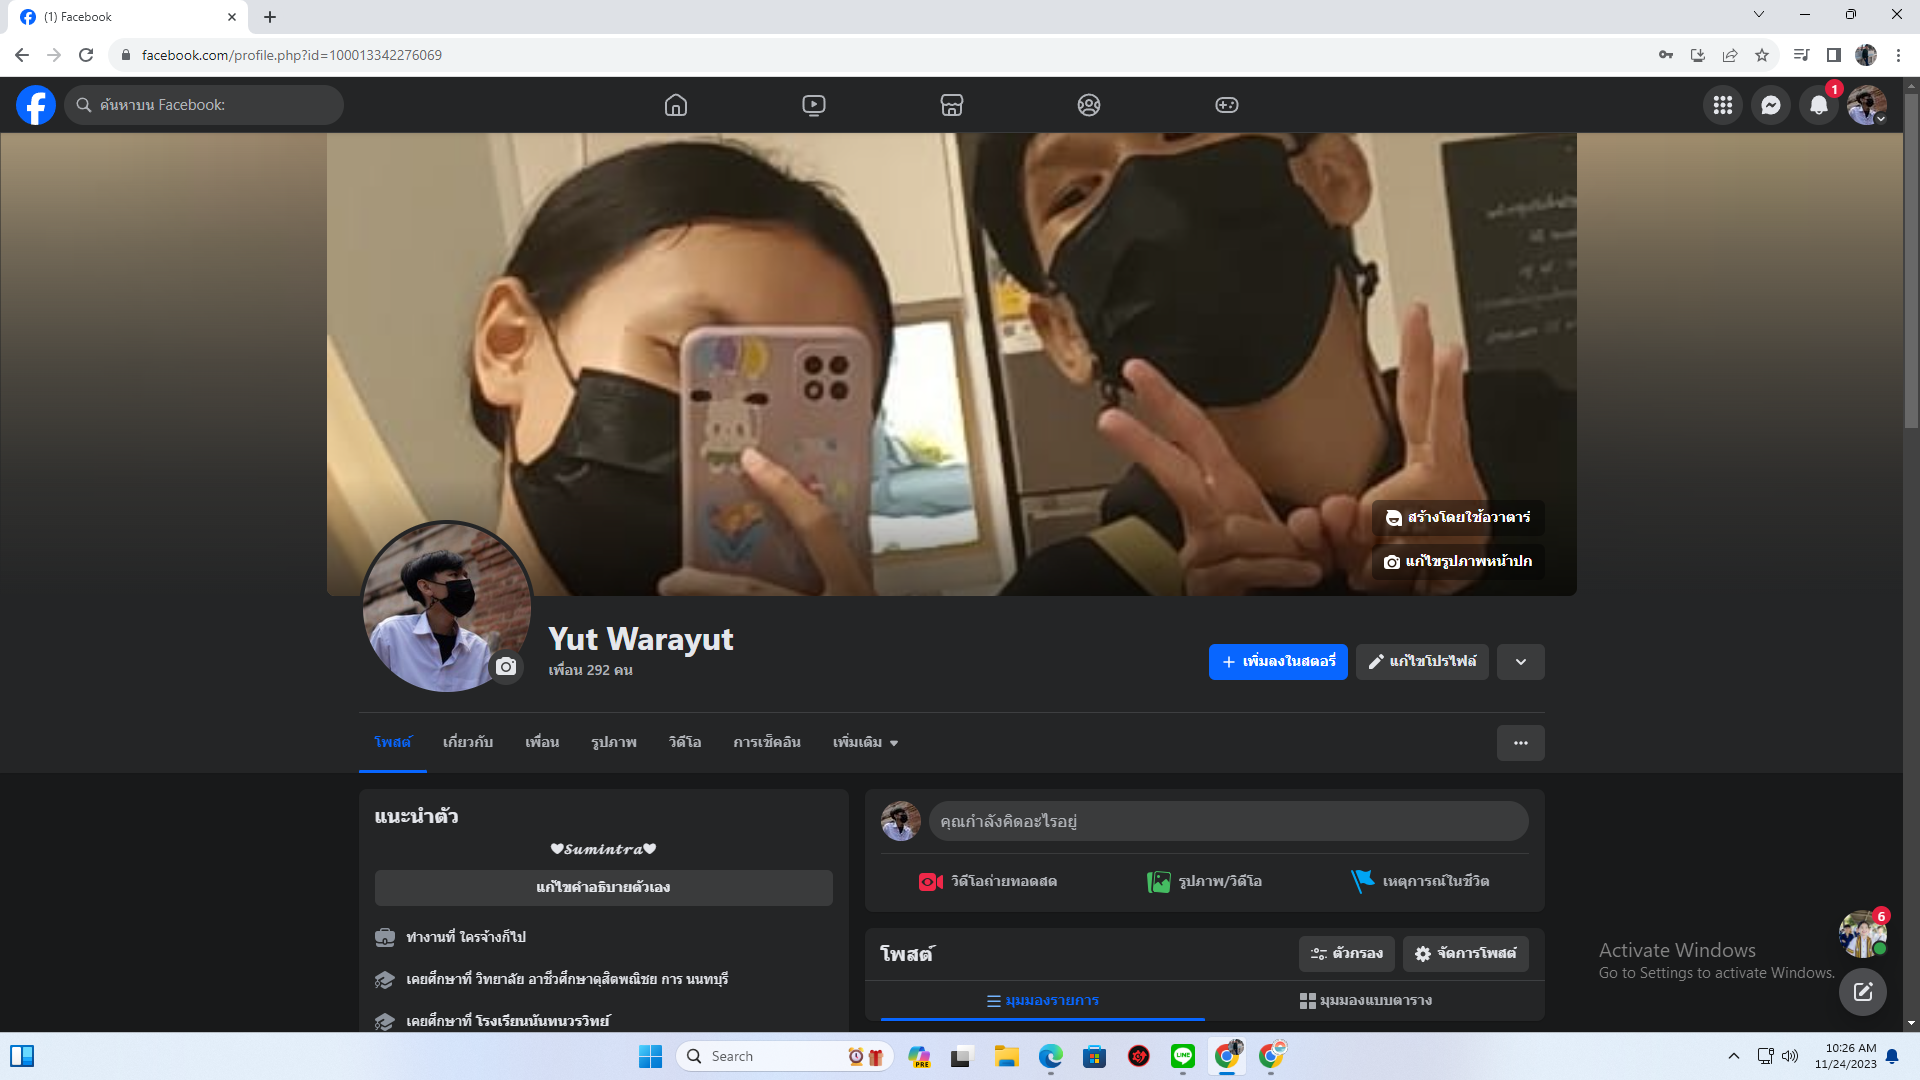 (1) Facebook
facebook.com/profile.php?id=100013342276069
ค้นหาบน Facebook:
1
สร้างโดยใช้อวาตาร์
แก้ไขรูปภาพหน้าปก
Yut Warayut
เพื่อน 292 คน
เพิ่มลงในสตอรี่
แก้ไขโปรไฟล์
โพสต์
เกี่ยวกับ
เพื่อน
รูปภาพ
วิดีโอ
การเช็คอิน
เพิ่มเติม
แนะนำตัว
🖤𝓢𝓾𝓶𝓲𝓷𝓽𝓻𝓪🖤
แก้ไขคำอธิบายตัวเอง
ทำงานที่ ใครจ้างก็ไป
เคยศึกษาที่ วิทยาลัย อาชีวศึกษาดุสิตพณิชย การ นนทบุรี
เคยศึกษาที่ โรงเรียนนันทนวรวิทย์
คุณกำลังคิดอะไรอยู่
วิดีโอถ่ายทอดสด
รูปภาพ/วิดีโอ
เหตุการณ์ในชีวิต
โพสต์
ตัวกรอง
จัดการโพสต์
มุมมองรายการ
มุมมองแบบตาราง
6
Activate Windows
Go to Settings to activate Windows.
Search
PRE
LINE
10:26 AM
11/24/2023